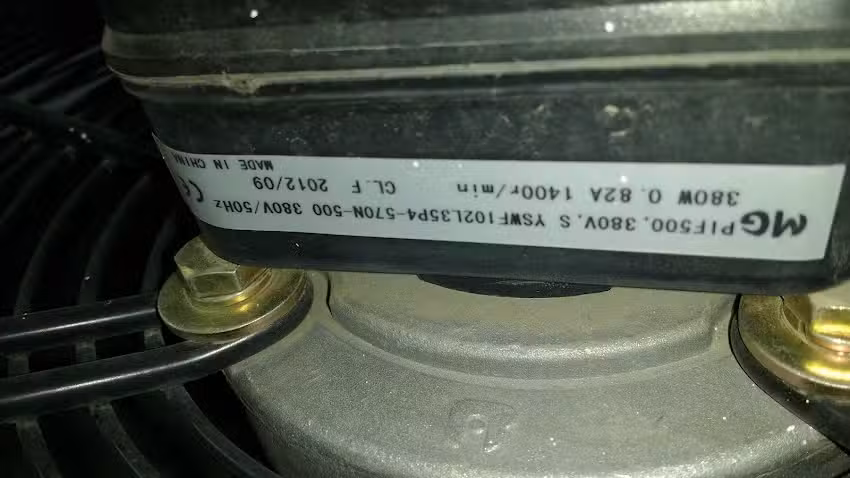 MG PIF500.380V.S YSWF102L35P4-570N-500 380V/50Hz
380W 0.82A 1400r/min CL.F 2012/09 CE
MADE IN CHINA